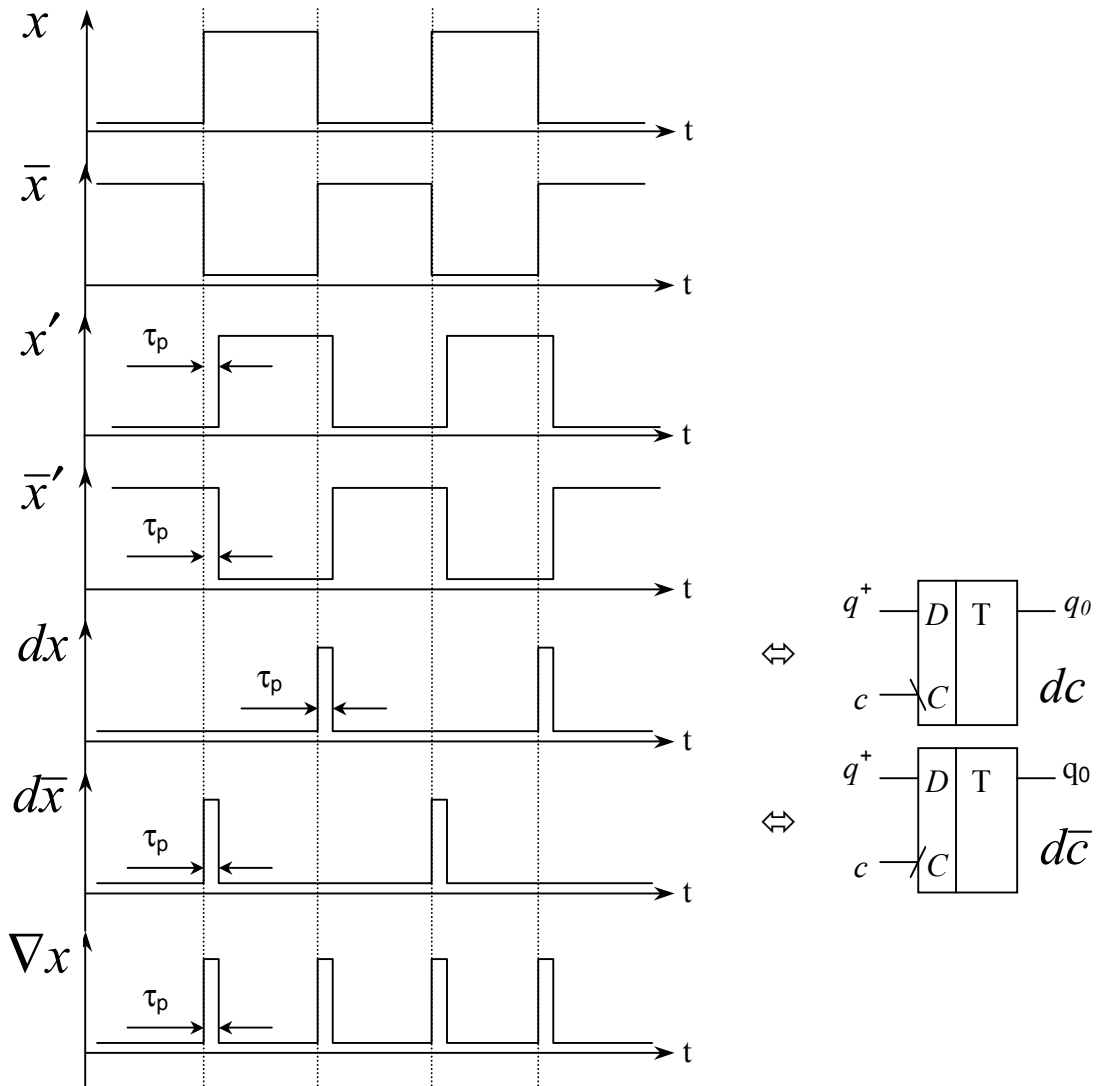 x
t
x̅
t
x′
τp
t
x̅′
τp
t
dx
τp
t
dx̅
τp
t
∇x
τp
t
⇔
q⁺ D T q0
c C dc
⇔
q⁺ D T q0
c C dc̅